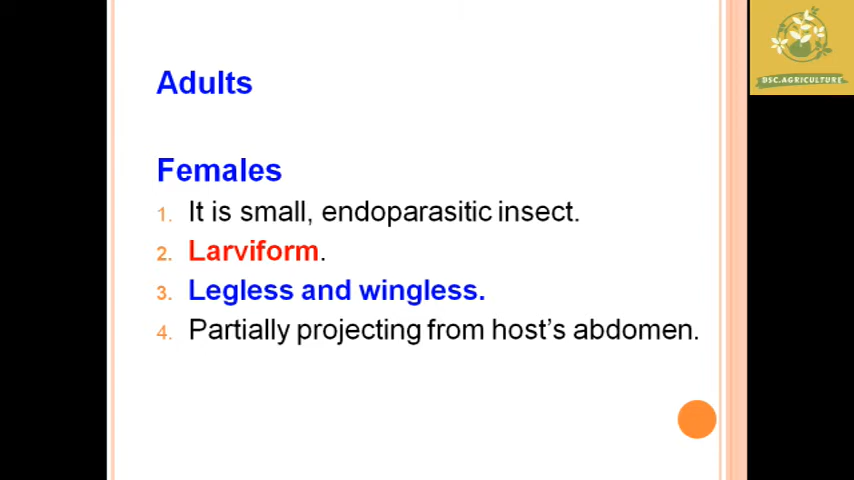 Adults
Females
1. It is small, endoparasitic insect.
2. Larviform.
3. Legless and wingless.
4. Partially projecting from host's abdomen.
DSC.AGRICULTURE